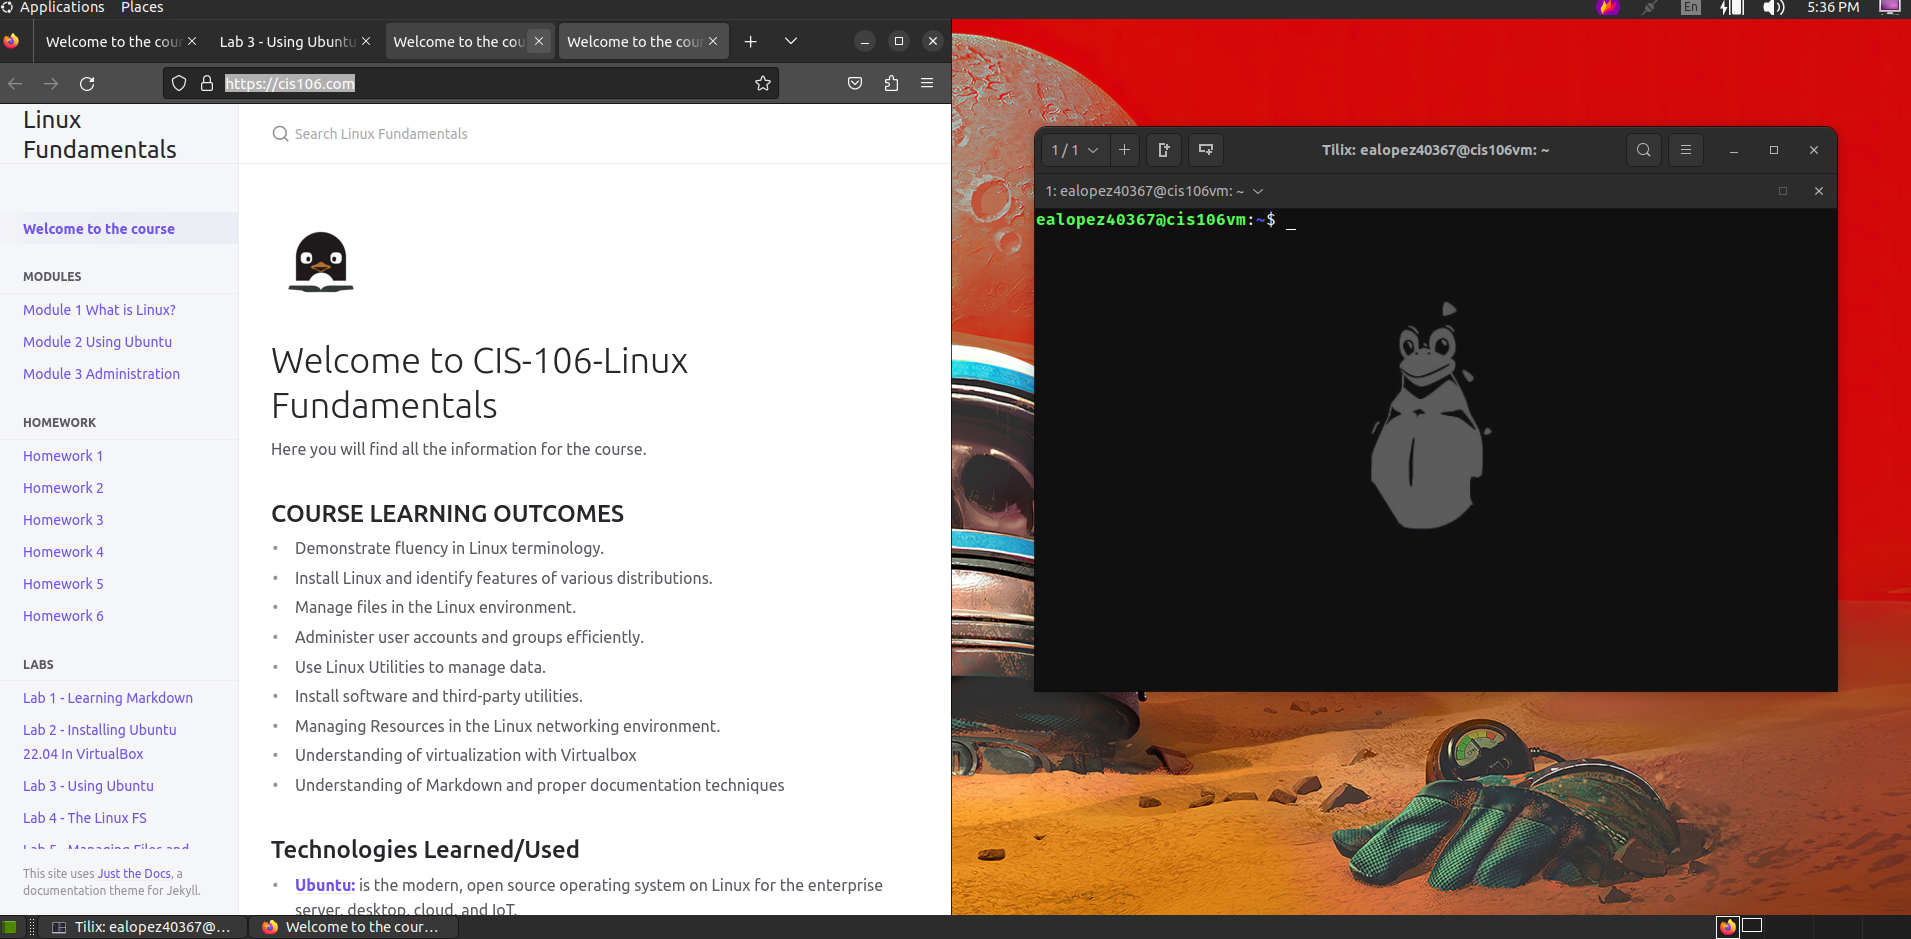 Applications Places
En 5:36 PM
Welcome to the cour Lab 3 - Using Ubuntu Welcome to the cou Welcome to the cour
https://cis106.com
Linux
Fundamentals
Search Linux Fundamentals
Welcome to the course
MODULES
Module 1 What is Linux?
Module 2 Using Ubuntu
Module 3 Administration
HOMEWORK
Homework 1
Homework 2
Homework 3
Homework 4
Homework 5
Homework 6
LABS
Lab 1 - Learning Markdown
Lab 2 - Installing Ubuntu
22.04 In VirtualBox
Lab 3 - Using Ubuntu
Lab 4 - The Linux FS
Lab 5 - Managing Files and
This site uses Just the Docs, a
documentation theme for Jekyll.
Welcome to CIS-106-Linux
Fundamentals
Here you will find all the information for the course.
COURSE LEARNING OUTCOMES
• Demonstrate fluency in Linux terminology.
• Install Linux and identify features of various distributions.
• Manage files in the Linux environment.
• Administer user accounts and groups efficiently.
• Use Linux Utilities to manage data.
• Install software and third-party utilities.
• Managing Resources in the Linux networking environment.
• Understanding of virtualization with Virtualbox
• Understanding of Markdown and proper documentation techniques
Technologies Learned/Used
• Ubuntu: is the modern, open source operating system on Linux for the enterprise
server, desktop, cloud, and IoT.
1 / 1
Tilix: ealopez40367@cis106vm: ~
1: ealopez40367@cis106vm: ~
ealopez40367@cis106vm:~$ _
Tilix: ealopez40367@... Welcome to the cour...